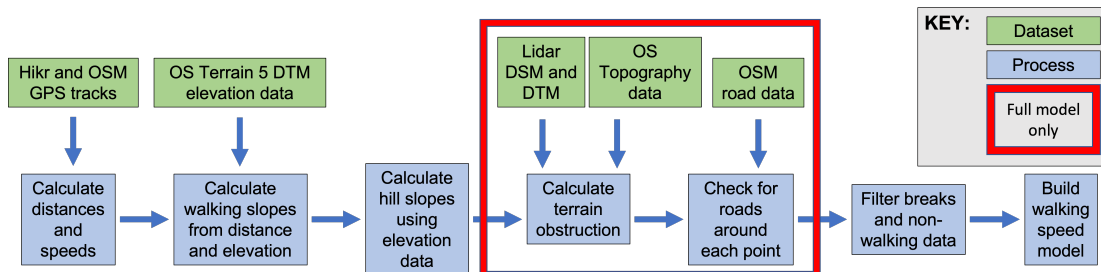 KEY:
Dataset
Process
Full model
only
Hikr and OSM
GPS tracks
OS Terrain 5 DTM
elevation data
Lidar
DSM and
DTM
OS
Topography
data
OSM
road data
Calculate
distances
and
speeds
Calculate
walking slopes
from distance
and elevation
Calculate
hill slopes
using
elevation
data
Calculate
terrain
obstruction
Check for
roads
around
each point
Filter breaks
and non-
walking data
Build
walking
speed
model